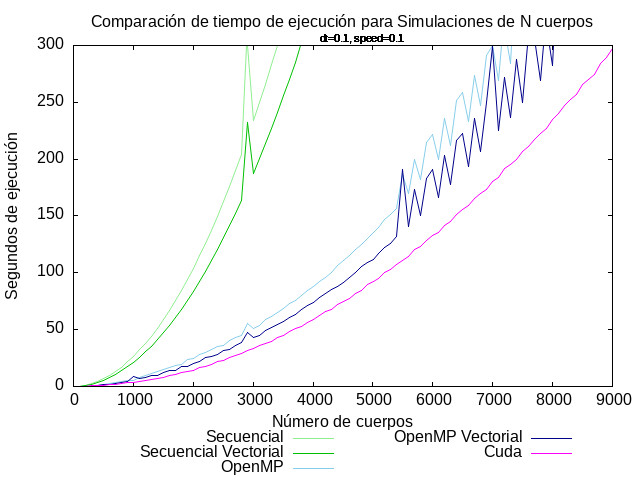 Comparación de tiempo de ejecución para Simulaciones de N cuerpos
dt=0.1, speed=0.1
300
250
200
150
100
50
0
Segundos de ejecución
0 1000 2000 3000 4000 5000 6000 7000 8000 9000
Número de cuerpos
Secuencial
Secuencial Vectorial
OpenMP
OpenMP Vectorial
Cuda